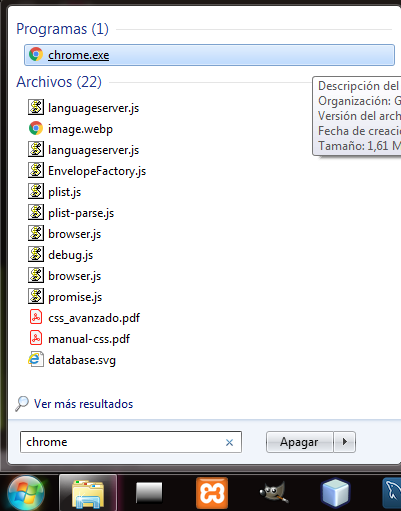 Programas (1)
chrome.exe
Archivos (22)
Descripción del
Organización: G
Versión del arch
Fecha de creació
Tamaño: 1,61 M
languageserver.js
image.webp
languageserver.js
EnvelopeFactory.js
plist.js
plist-parse.js
browser.js
debug.js
browser.js
promise.js
css_avanzado.pdf
manual-css.pdf
database.svg
Ver más resultados
chrome
Apagar